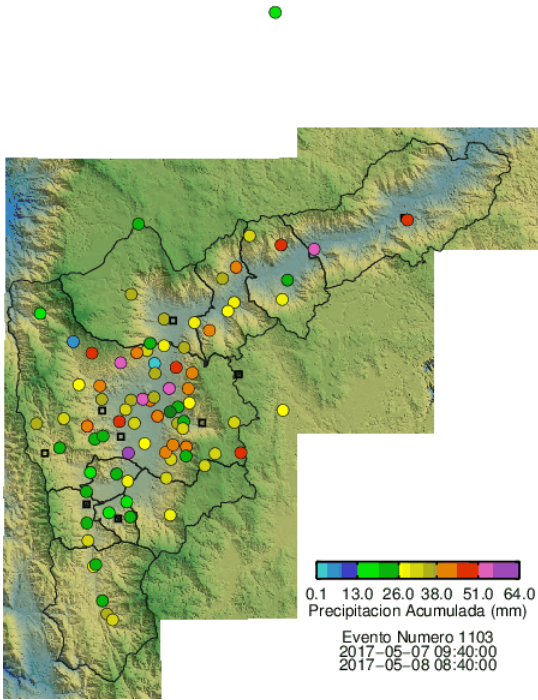 0.1 13.0 26.0 38.0 51.0 64.0
Precipitacion Acumulada (mm)
Evento Numero 1103
2017-05-07 09:40:00
2017-05-08 08:40:00